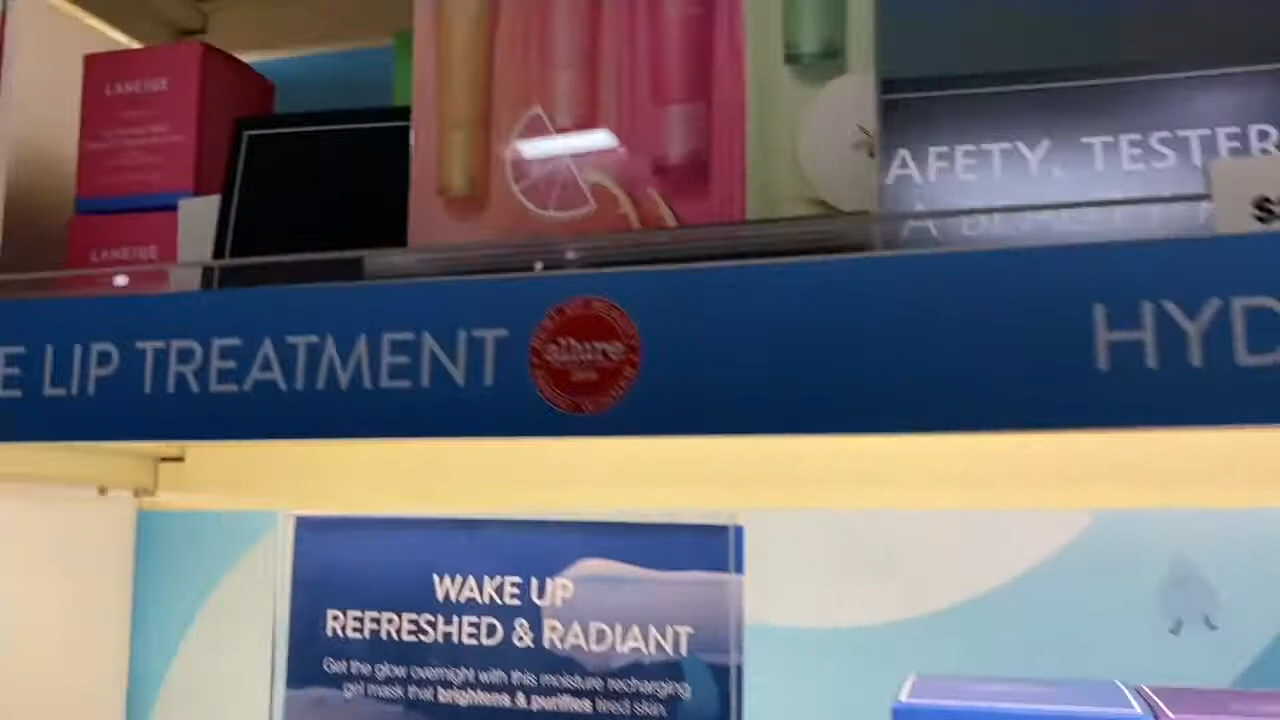 LANEIGE
LANEIGE
AFETY, TESTER
$
E LIP TREATMENT
allure
HYD
WAKE UP
REFRESHED & RADIANT
Get the glow overnight with this moisture recharging
gel mask that brightens & purifies tired skin.